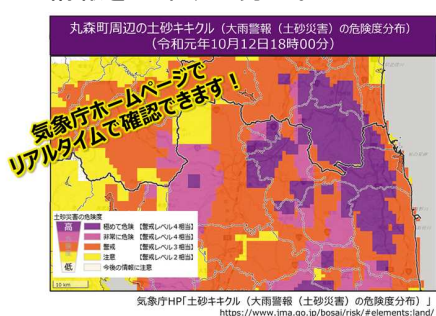 丸森町周辺の土砂キキクル（大雨警報（土砂災害）の危険度分布）
（令和元年10月12日18時00分）
気象庁ホームページで
リアルタイムで確認できます！
土砂災害の危険度
高
極めて危険 【警戒レベル４相当】
非常に危険 【警戒レベル４相当】
警戒 【警戒レベル３相当】
注意 【警戒レベル２相当】
低
今後の情報に注意
10 km
気象庁HP「土砂キキクル（大雨警報（土砂災害）の危険度分布）」
https://www.jma.go.jp/bosai/risk/#elements:land/